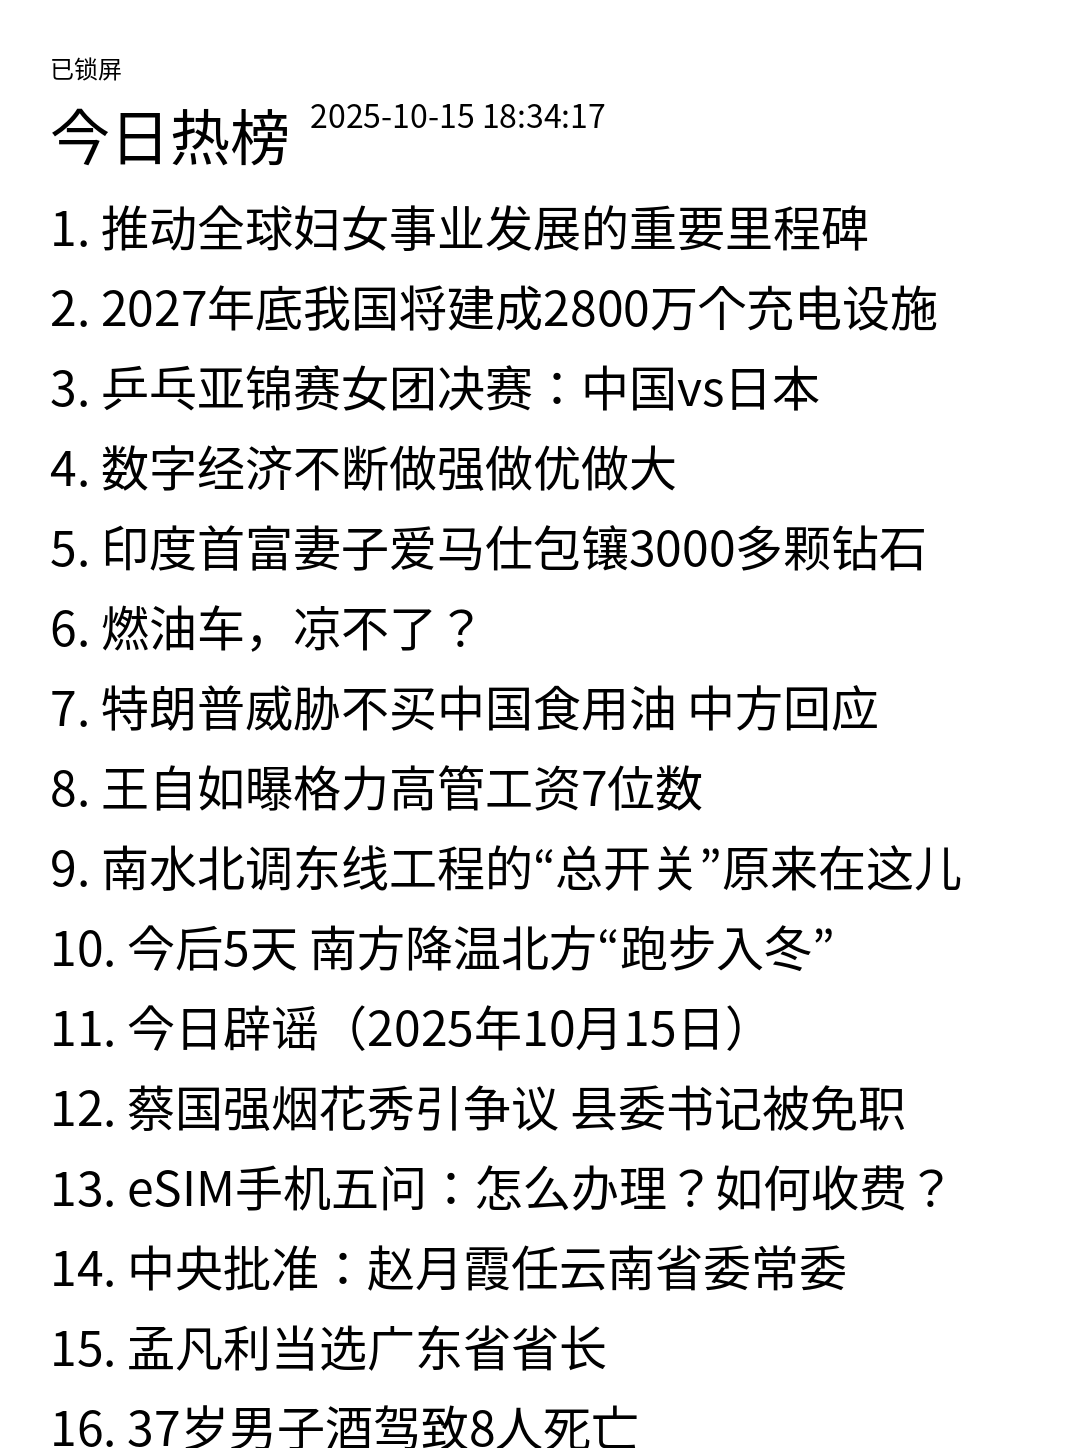 已锁屏
今日热榜 2025-10-15 18:34:17
1. 推动全球妇女事业发展的重要里程碑
2. 2027年底我国将建成2800万个充电设施
3. 乒乓亚锦赛女团决赛：中国vs日本
4. 数字经济不断做强做优做大
5. 印度首富妻子爱马仕包镶3000多颗钻石
6. 燃油车，凉不了？
7. 特朗普威胁不买中国食用油 中方回应
8. 王自如曝格力高管工资7位数
9. 南水北调东线工程的“总开关”原来在这儿
10. 今后5天 南方降温北方“跑步入冬”
11. 今日辟谣（2025年10月15日）
12. 蔡国强烟花秀引争议 县委书记被免职
13. eSIM手机五问：怎么办理？如何收费？
14. 中央批准：赵月霞任云南省委常委
15. 孟凡利当选广东省省长
16. 37岁男子酒驾致8人死亡